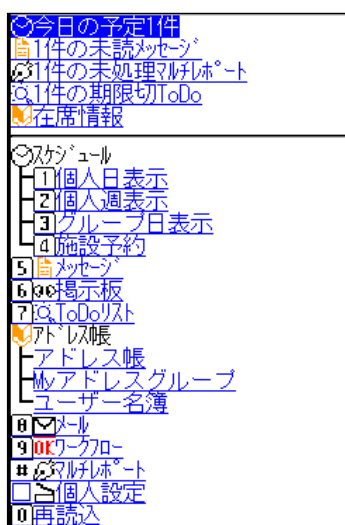 今日の予定1件
1件の未読ﾒｯｾｰｼﾞ
1件の未処理ﾏﾙﾁﾚﾎﾟｰﾄ
1件の期限切ToDo
在席情報
ｽｹｼﾞｭｰﾙ
1個人日表示
2個人週表示
3グループ日表示
4施設予約
5ﾒｯｾｰｼﾞ
6掲示板
7ToDoﾘｽﾄ
ｱﾄﾞﾚｽ帳
アドレス帳
Myアドレスグループ
ユーザー名簿
8ﾒｰﾙ
9OKﾜｰｸﾌﾛｰ
#ﾏﾙﾁﾚﾎﾟｰﾄ
個人設定
0再読込